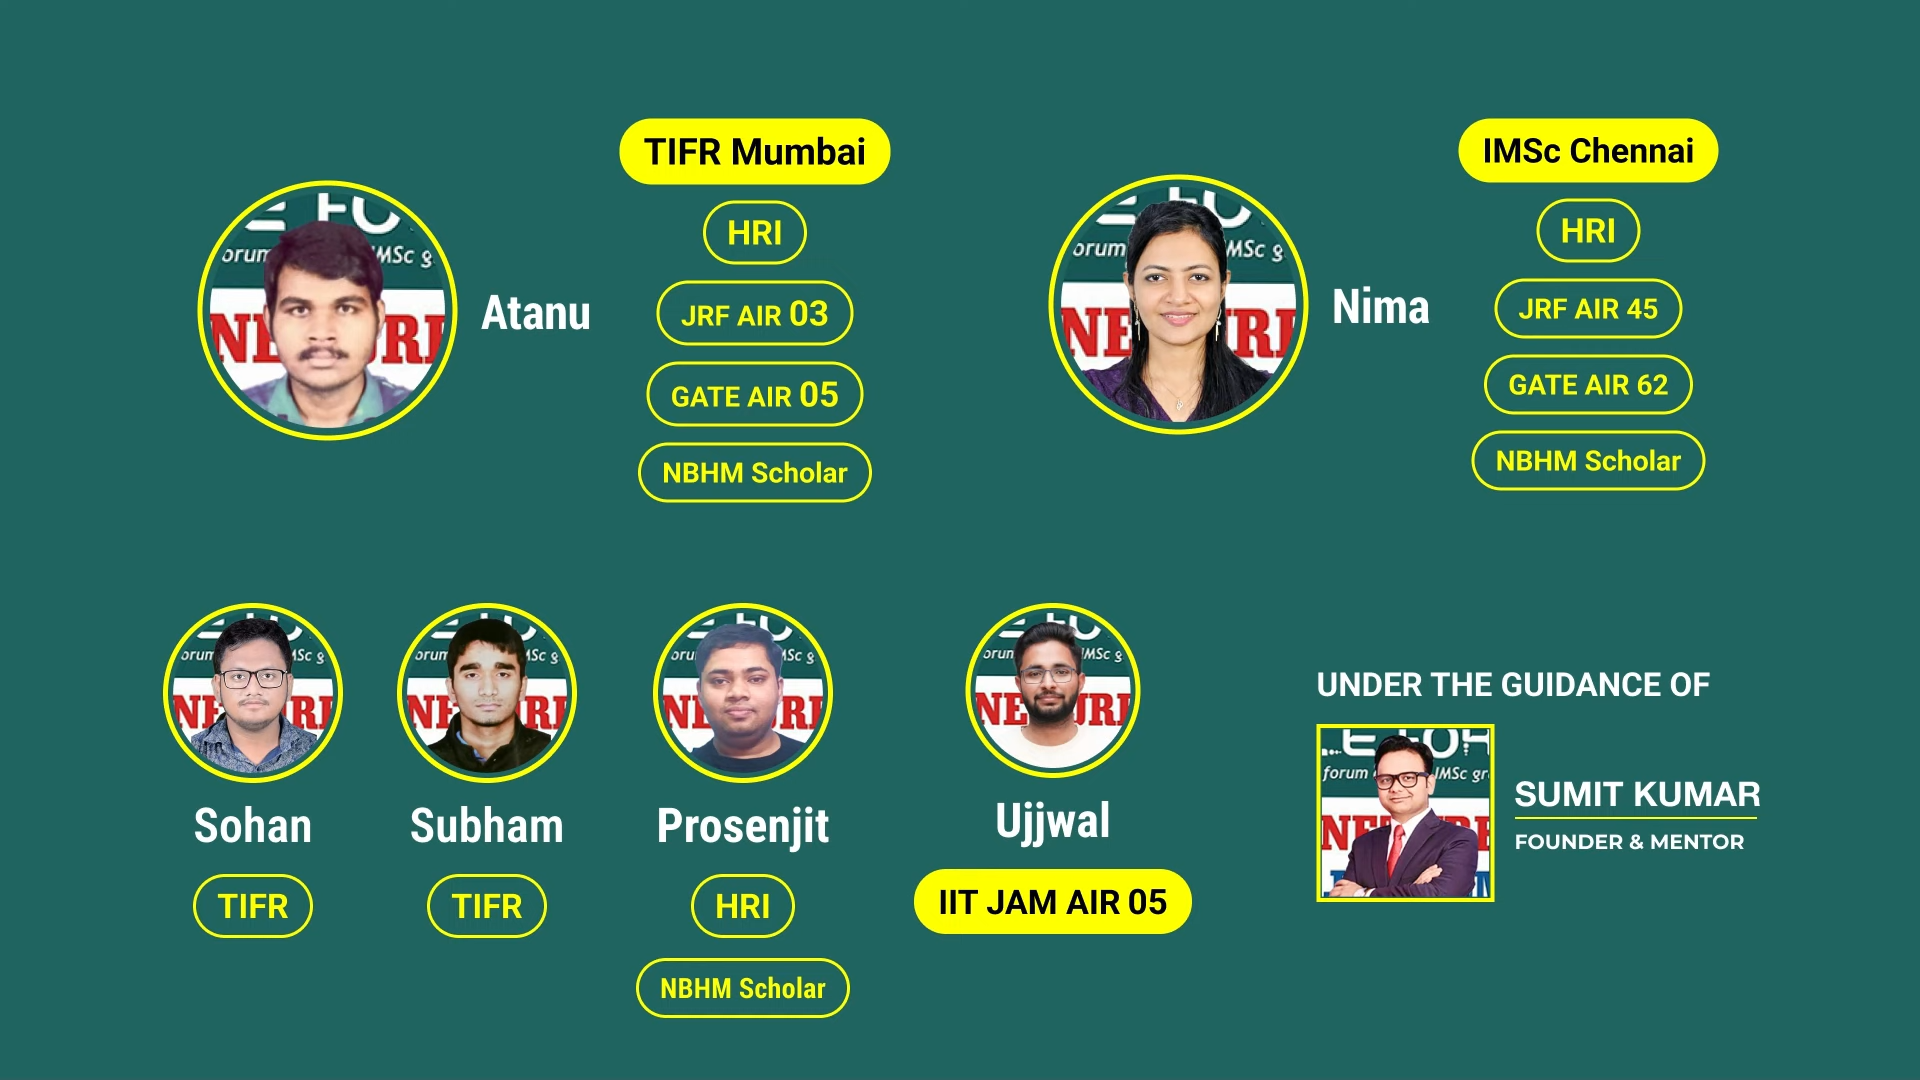 TIFR Mumbai
HRI
Atanu
JRF AIR 03
GATE AIR 05
NBHM Scholar
IMSc Chennai
HRI
Nima
JRF AIR 45
GATE AIR 62
NBHM Scholar
Sohan
TIFR
Subham
TIFR
Prosenjit
HRI
NBHM Scholar
Ujjwal
IIT JAM AIR 05
UNDER THE GUIDANCE OF
forum
SUMIT KUMAR
FOUNDER & MENTOR